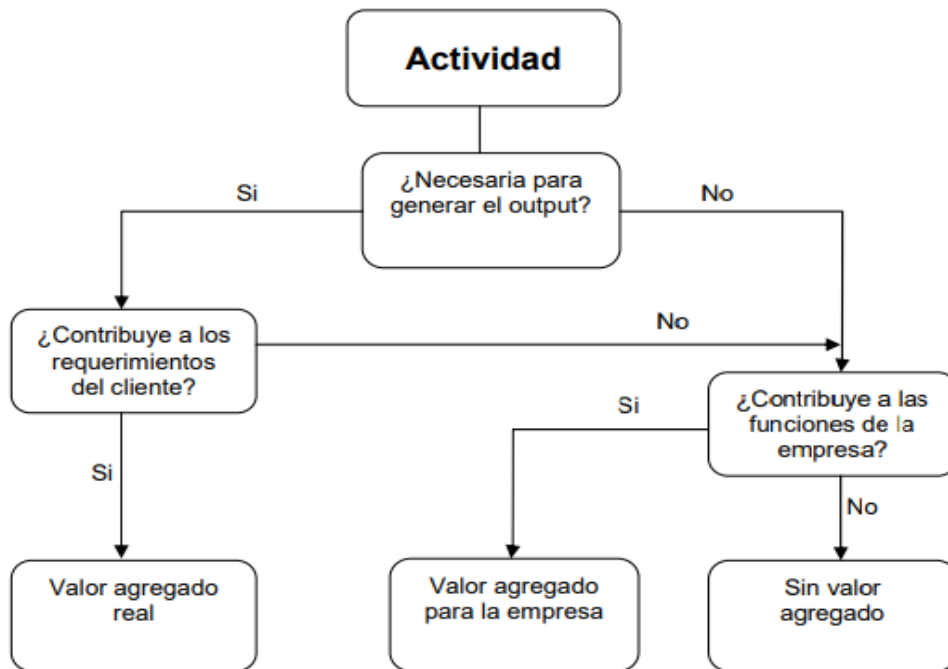 Actividad
¿Necesaria para
generar el output?
Si
No
¿Contribuye a los
requerimientos
del cliente?
No
¿Contribuye a las
funciones de la
empresa?
Si
Si
No
Valor agregado
real
Valor agregado
para la empresa
Sin valor
agregado